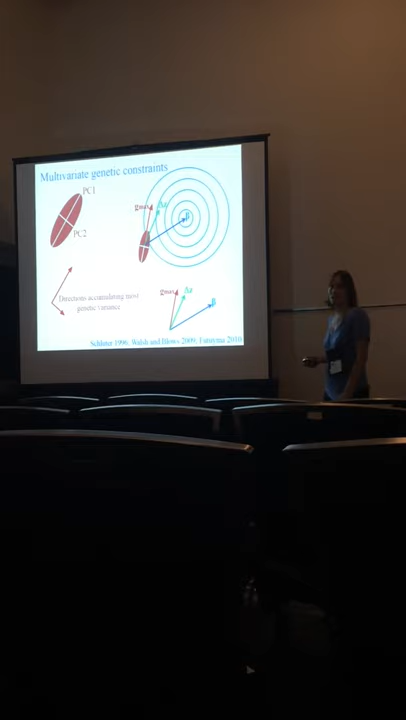 Multivariate genetic constraints
PC1
PC2
gmax
Δz
β
Directions accumulating most
genetic variance
gmax
Δz
β
Schluter 1996; Walsh and Blows 2009; Futuyma 2010